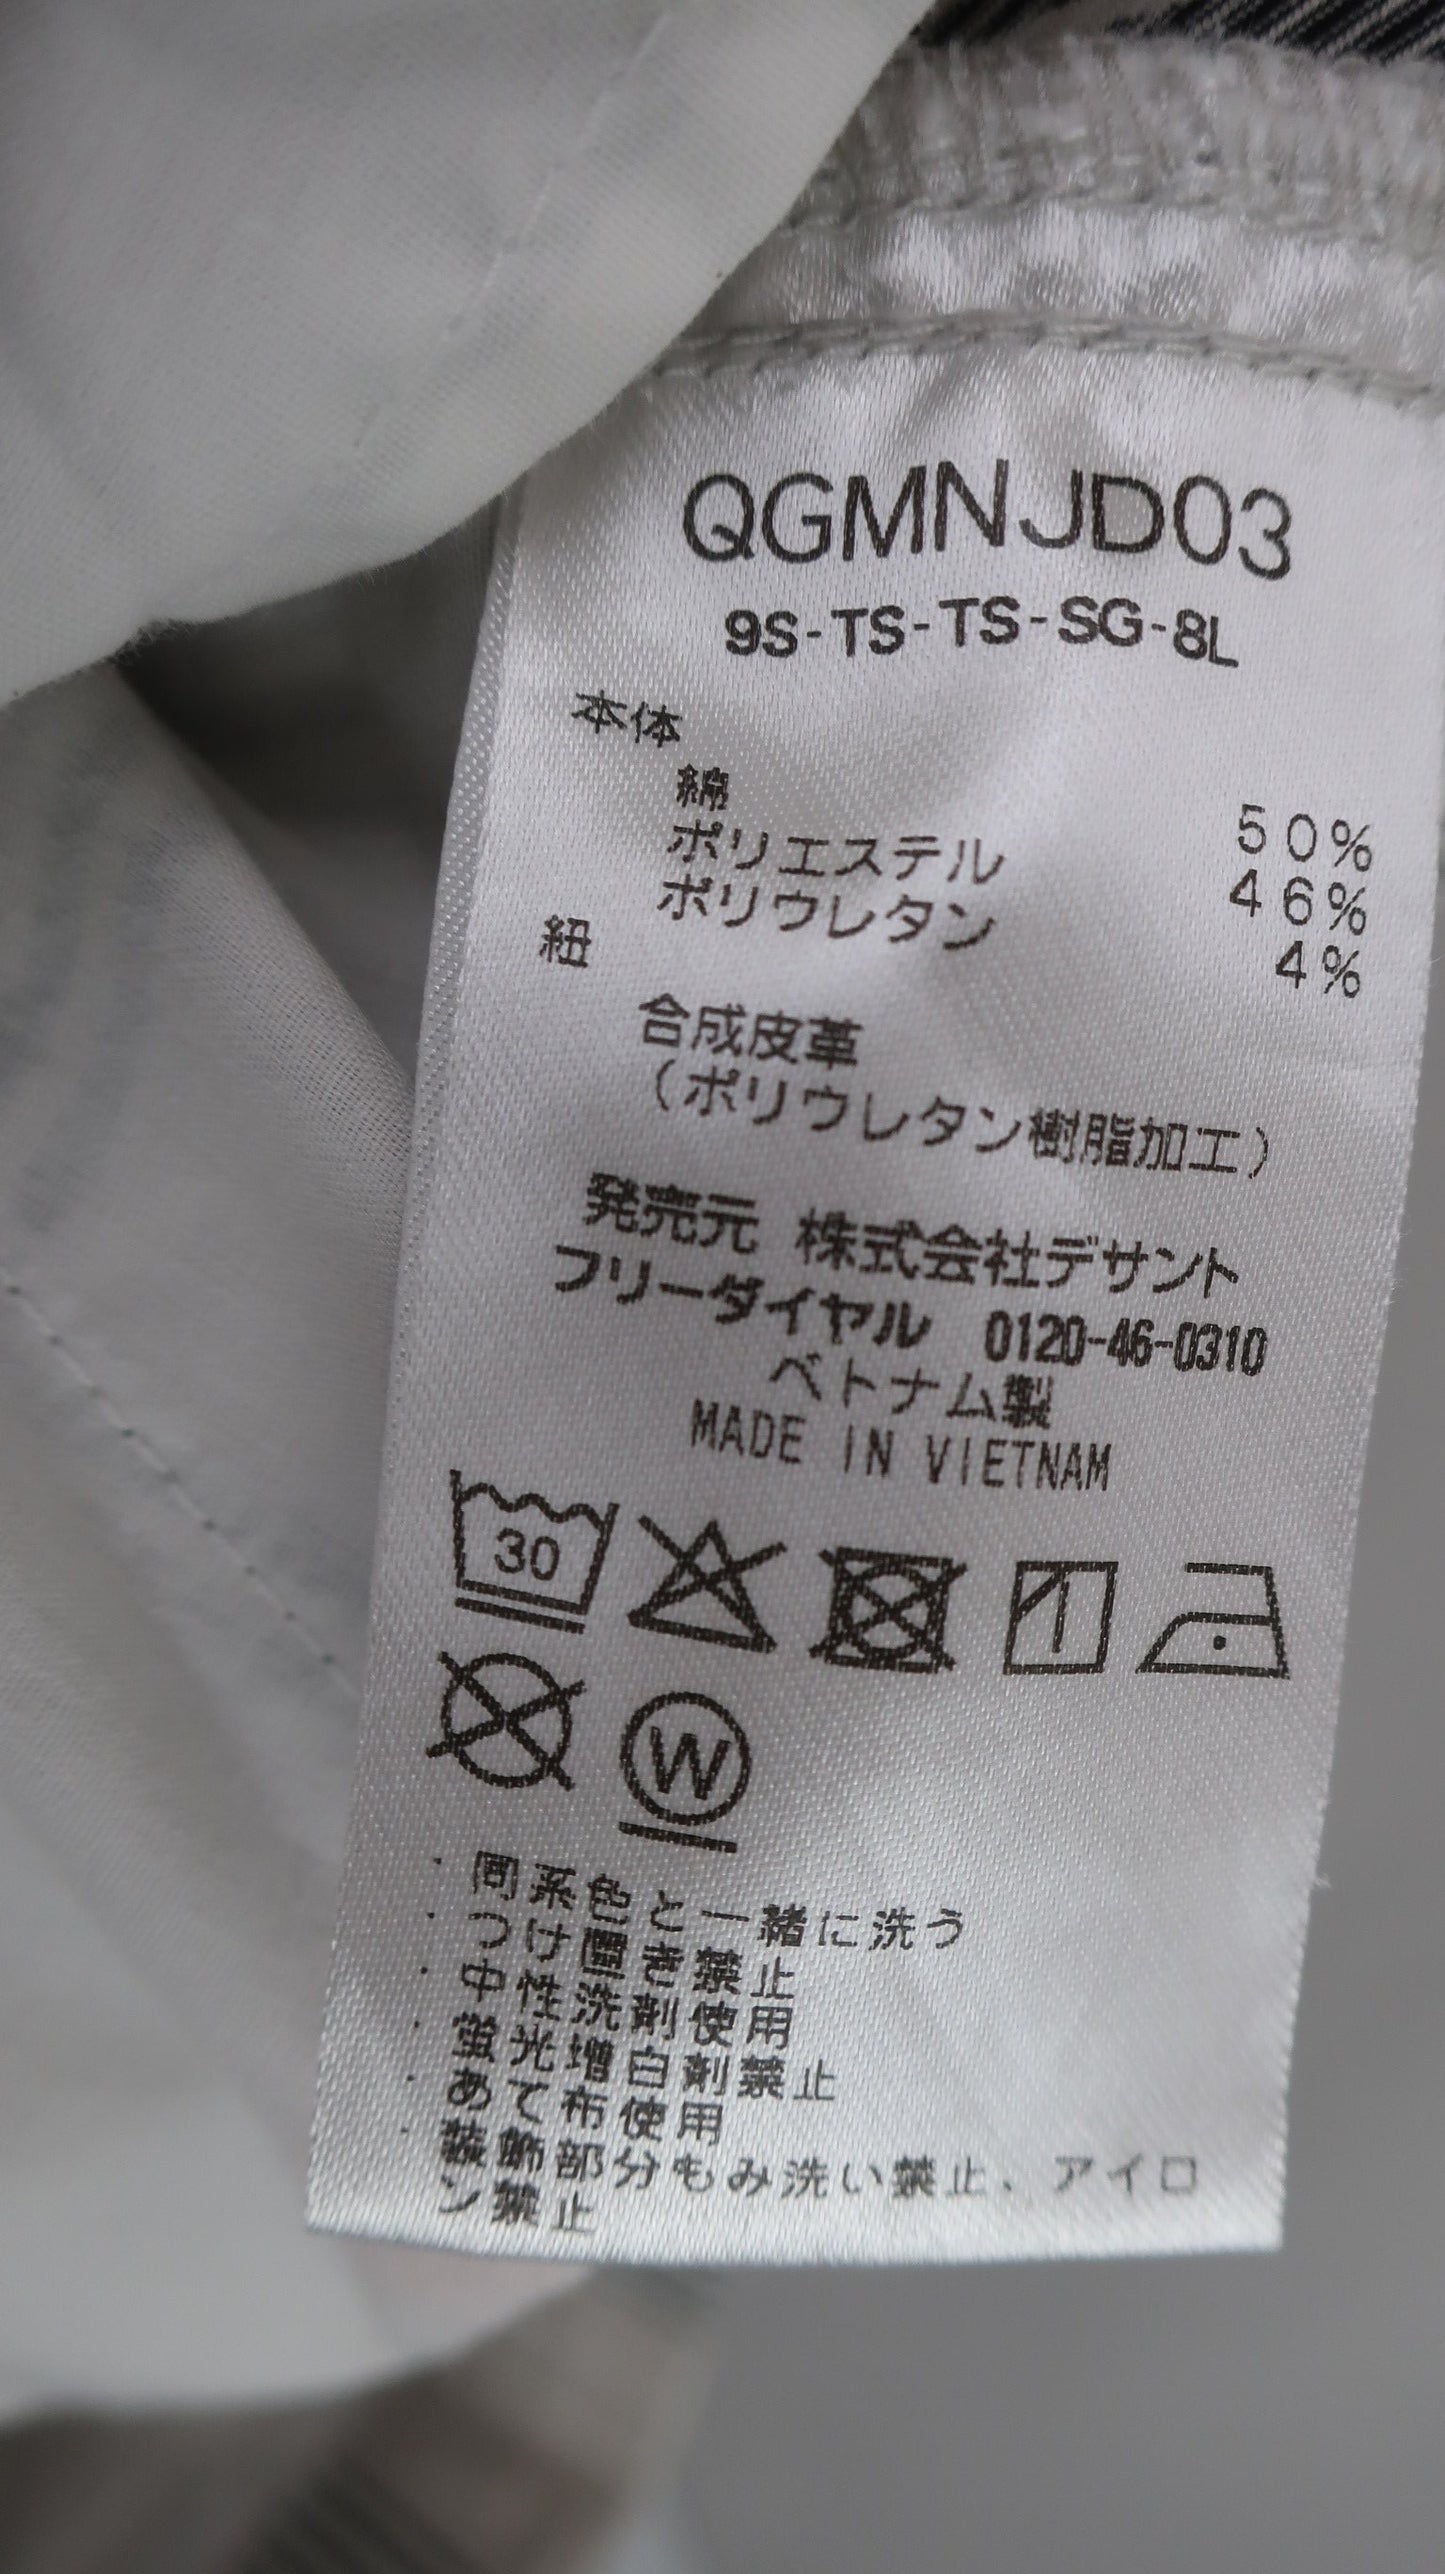 QGMNJD03
9S-TS-TS-SG-8L
本体
綿 50%
ポリエステル 46%
ポリウレタン 4%
紐
合成皮革
(ポリウレタン樹脂加工)
発売元 株式会社デサント
フリーダイヤル 0120-46-0310
ベトナム製
MADE IN VIETNAM
30
W
・同系色と一緒に洗う
・つけ置き禁止
・中性洗剤使用
・蛍光増白剤禁止
・あて布使用
・装飾部分もみ洗い禁止、アイロ
ン禁止